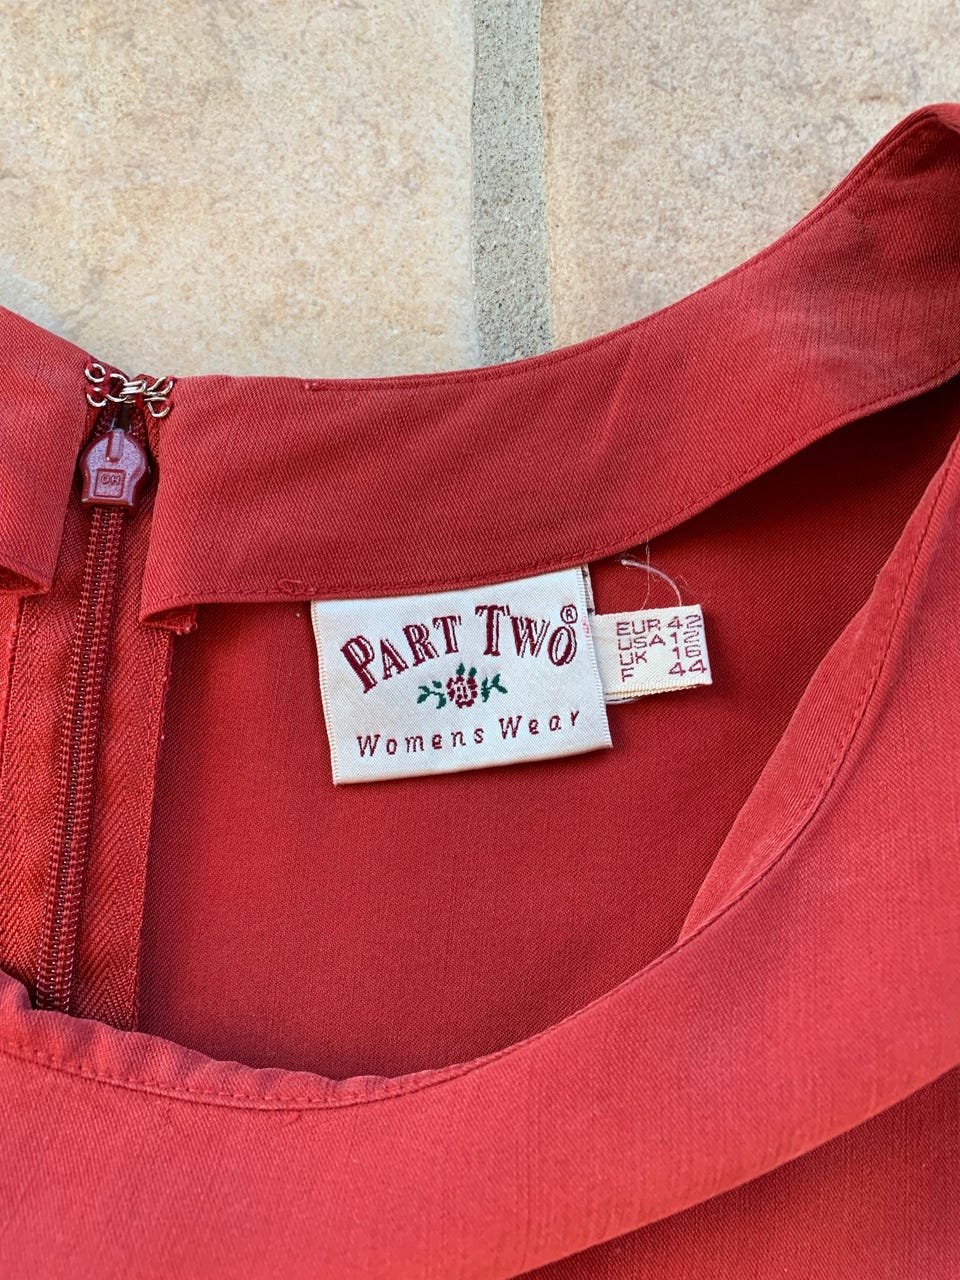 PART TWO®
Womens Wear
EUR 42
USA 12
UK 16
F 44